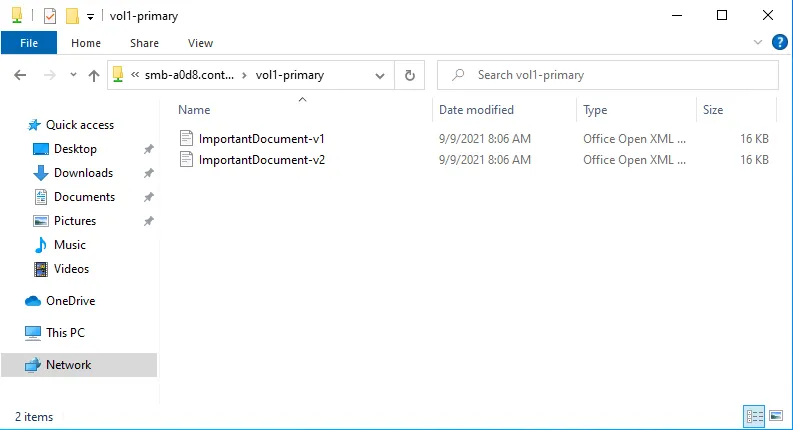 vol1-primary
File Home Share View
smb-a0d8.cont... vol1-primary Search vol1-primary
Name Date modified Type Size
Quick access
Desktop
Downloads
Documents
Pictures
Music
Videos
OneDrive
This PC
Network
ImportantDocument-v1 9/9/2021 8:06 AM Office Open XML ... 16 KB
ImportantDocument-v2 9/9/2021 8:06 AM Office Open XML ... 16 KB
2 items